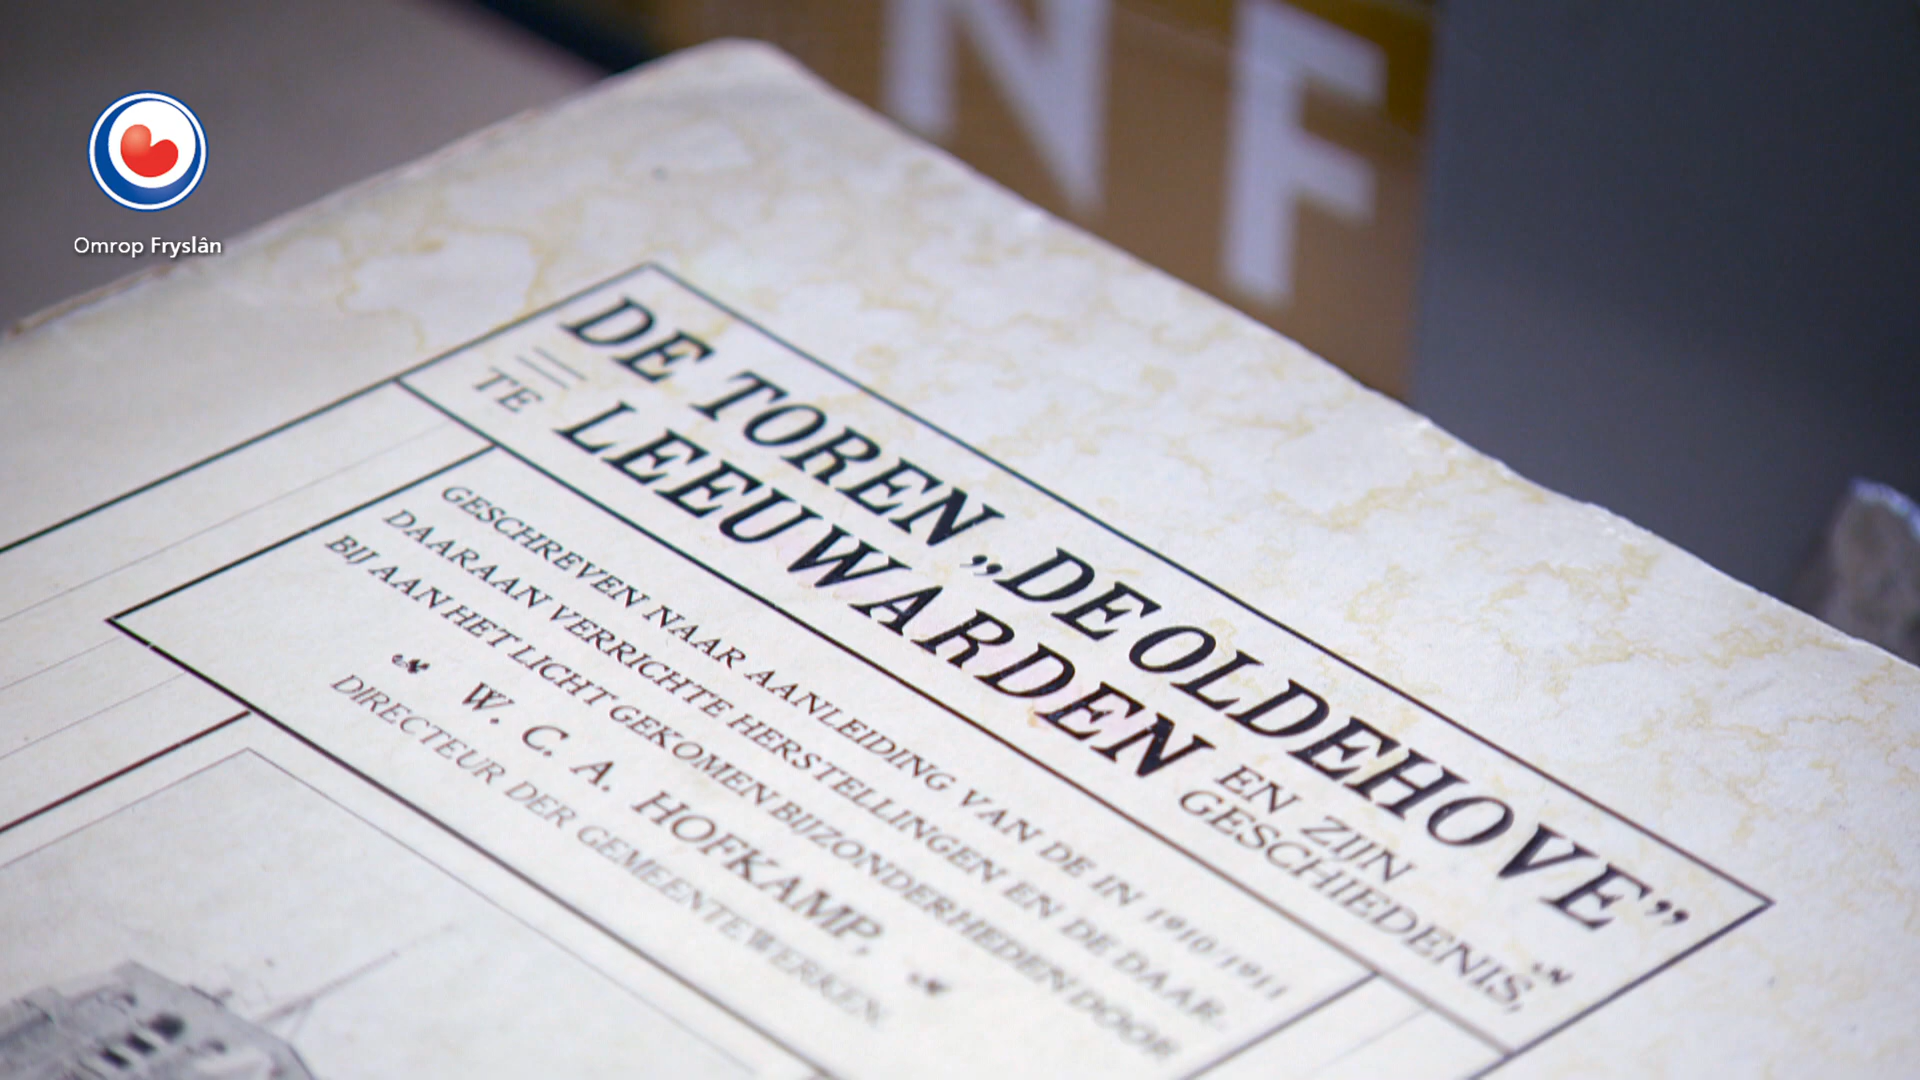 N F
Omrop Fryslân
DE TOREN „DE OLDEHOVE”
TE LEEUWARDEN EN ZIJN GESCHIEDENIS,
GESCHREVEN NAAR AANLEIDING VAN DE IN 1910/1911
DAARAAN VERRICHTE HERSTELLINGEN EN DE DAAR-
BIJ AAN HET LICHT GEKOMEN BIJZONDERHEDEN DOOR
W. C. A. HOFKAMP,
DIRECTEUR DER GEMEENTEWERKEN.